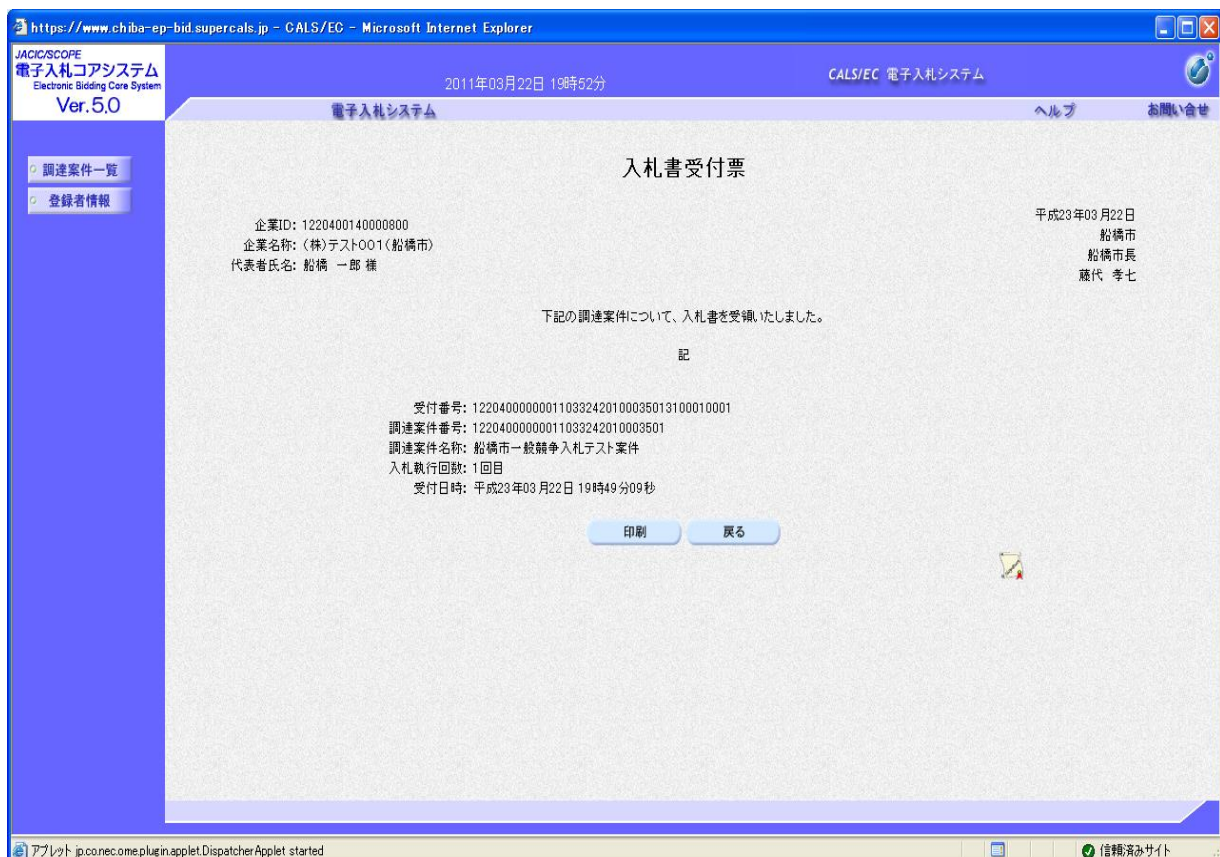 https://www.chiba-ep-bid.supercals.jp - CALS/EC - Microsoft Internet Explorer
JACIC/SCOPE
電子入札コアシステム
Electronic Bidding Core System
Ver.5.0
2011年03月22日 19時52分
CALS/EC 電子入札システム
電子入札システム
ヘルプ
お問い合せ
調達案件一覧
登録者情報
入札書受付票
平成23年03月22日
船橋市
船橋市長
藤代 孝七
企業ID: 1220400140000800
企業名称: (株)テスト001(船橋市)
代表者氏名: 船橋 一郎 様
下記の調達案件について、入札書を受領いたしました。
記
受付番号: 122040000000110332420100035013100010001
調達案件番号: 12204000000011033242010003501
調達案件名称: 船橋市一般競争入札テスト案件
入札執行回数: 1回目
受付日時: 平成23年03月22日 19時49分09秒
印刷
戻る
アプレット jp.co.nec.ome.plugin.applet.DispatcherApplet started
信頼済みサイト